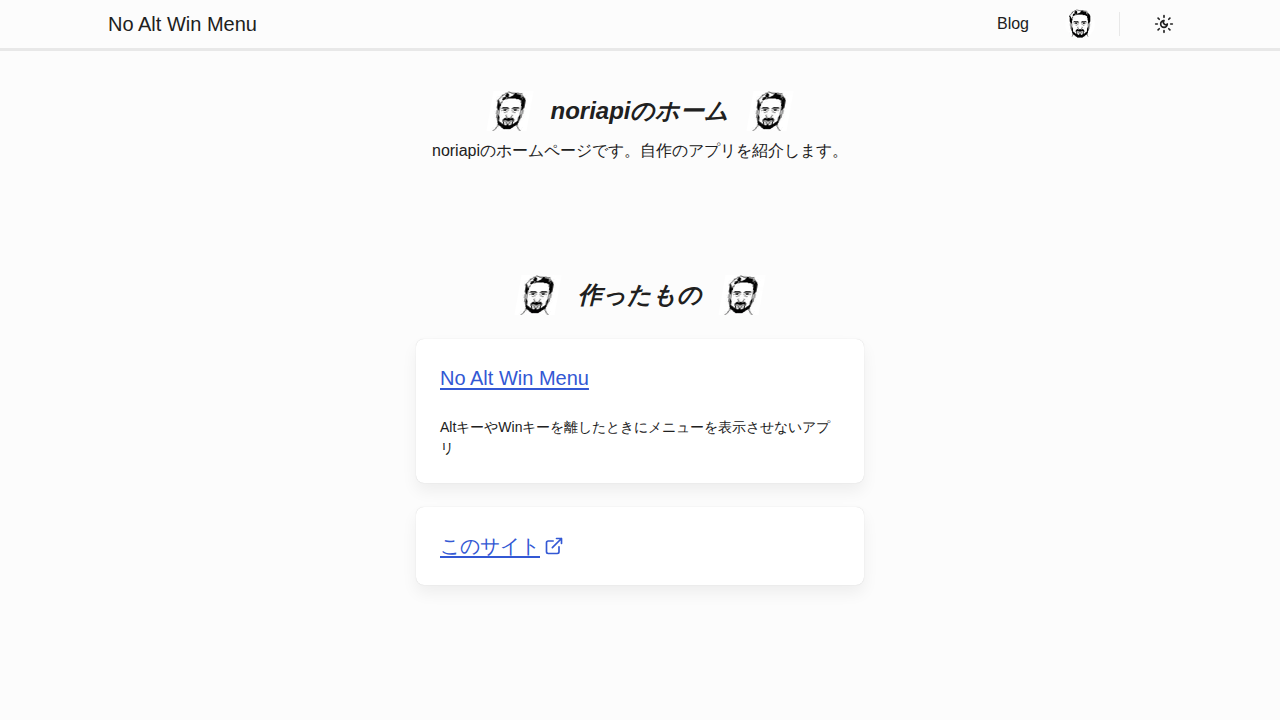 No Alt Win Menu
Blog
noriapiのホーム
noriapiのホームページです。自作のアプリを紹介します。
作ったもの
No Alt Win Menu
AltキーやWinキーを離したときにメニューを表示させないアプ
リ
このサイト